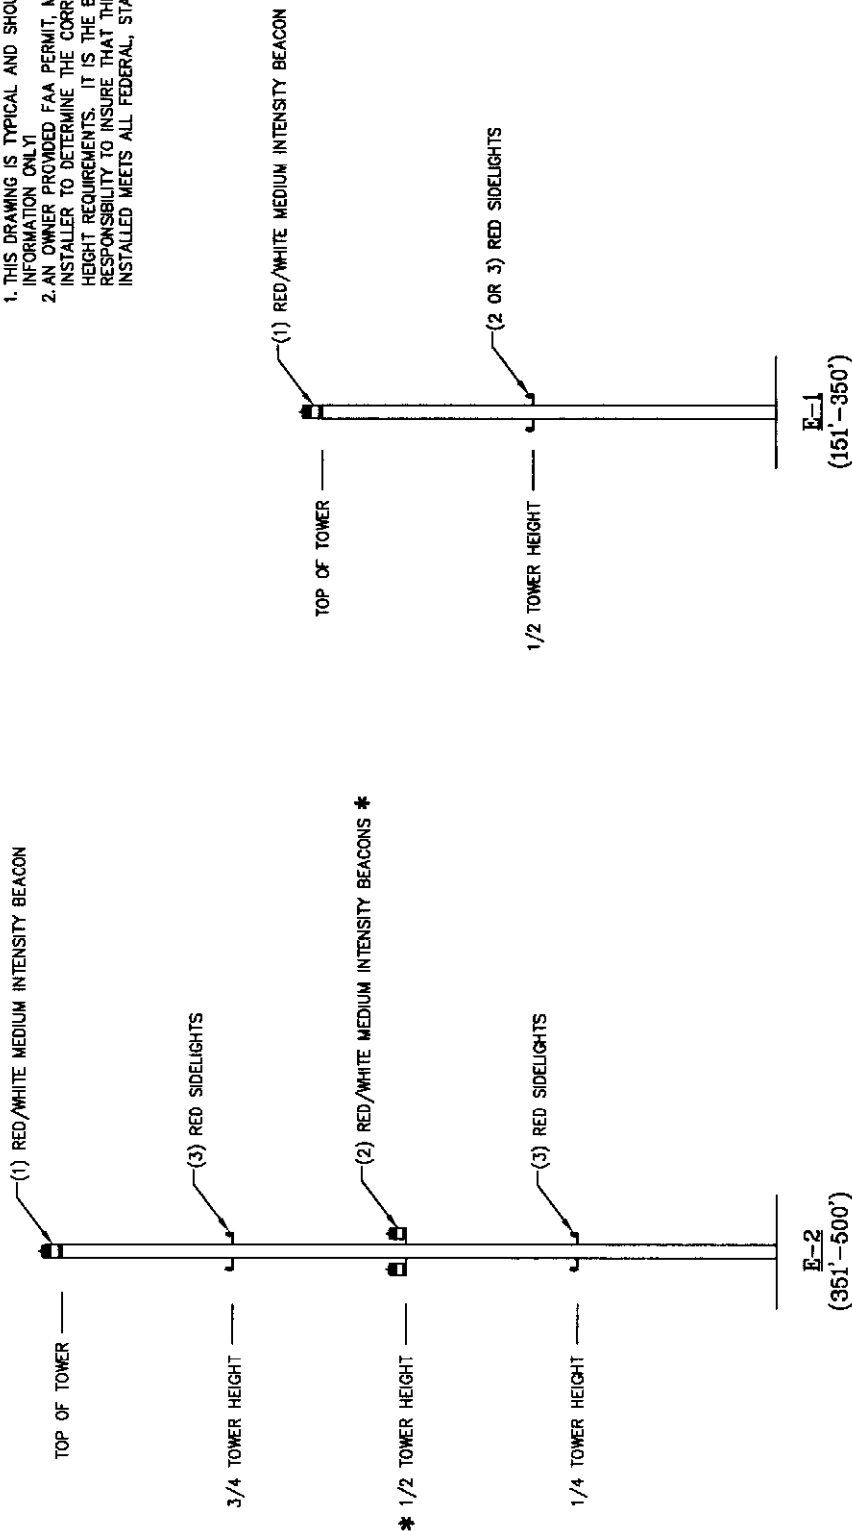 1. THIS DRAWING IS TYPICAL AND
INFORMATION ONLY!
2. AN OWNER PROVIDED FAA PERMIT,
INSTALLER TO DETERMINE THE
HEIGHT REQUIREMENTS. IT IS THE
RESPONSIBILITY TO INSURE THAT
INSTALLED MEETS ALL FEDERAL,
(1) RED/WHITE MEDIUM INTENSITY BEACON
TOP OF TOWER
(3) RED SIDELIGHTS
3/4 TOWER HEIGHT
(2) RED/WHITE MEDIUM INTENSITY BEACONS *
* 1/2 TOWER HEIGHT
(3) RED SIDELIGHTS
1/4 TOWER HEIGHT
E-2
(351'-500')
(1) RED/WHITE MEDIUM INTENSITY BEACON
TOP OF TOWER
(2 OR 3) RED SIDELIGHTS
1/2 TOWER HEIGHT
E-1
(151'-350')